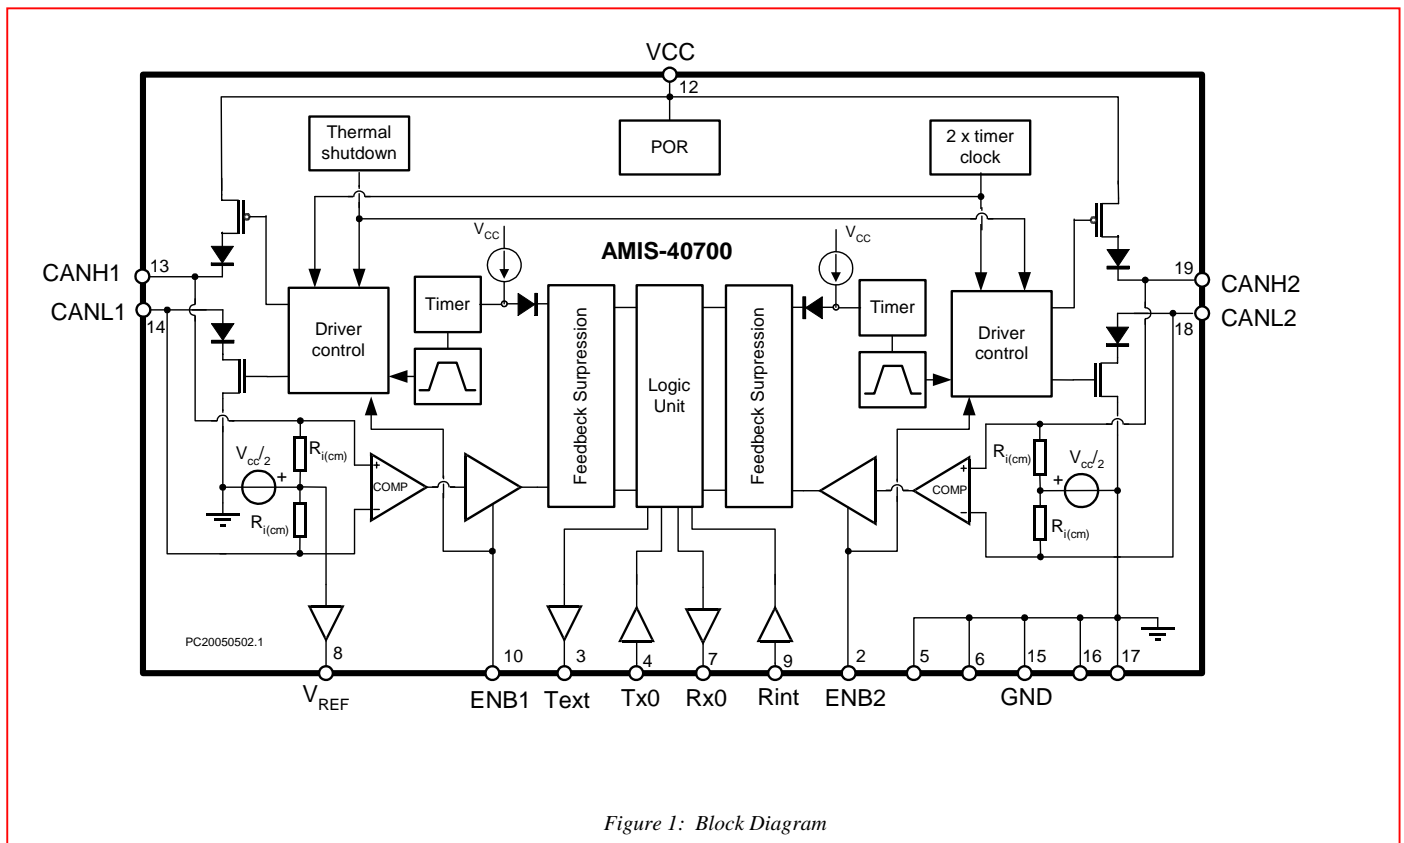 VCC
12
Thermal
shutdown
POR
2 x timer
clock
VCC
AMIS-40700
VCC
13
CANH1
CANL1
14
19
CANH2
CANL2
18
Timer
Timer
Driver
control
Driver
control
Feedbeck Surpression
Logic
Unit
Feedbeck Surpression
Ri(cm)
Vcc/2
+
Ri(cm)
+
COMP
−
Ri(cm)
Vcc/2
+
Ri(cm)
+
COMP
−
PC20050502.1
8
10
3
4
7
9
2
5
6
15
16
17
VREF
ENB1
Text
Tx0
Rx0
Rint
ENB2
GND
Figure 1: Block Diagram